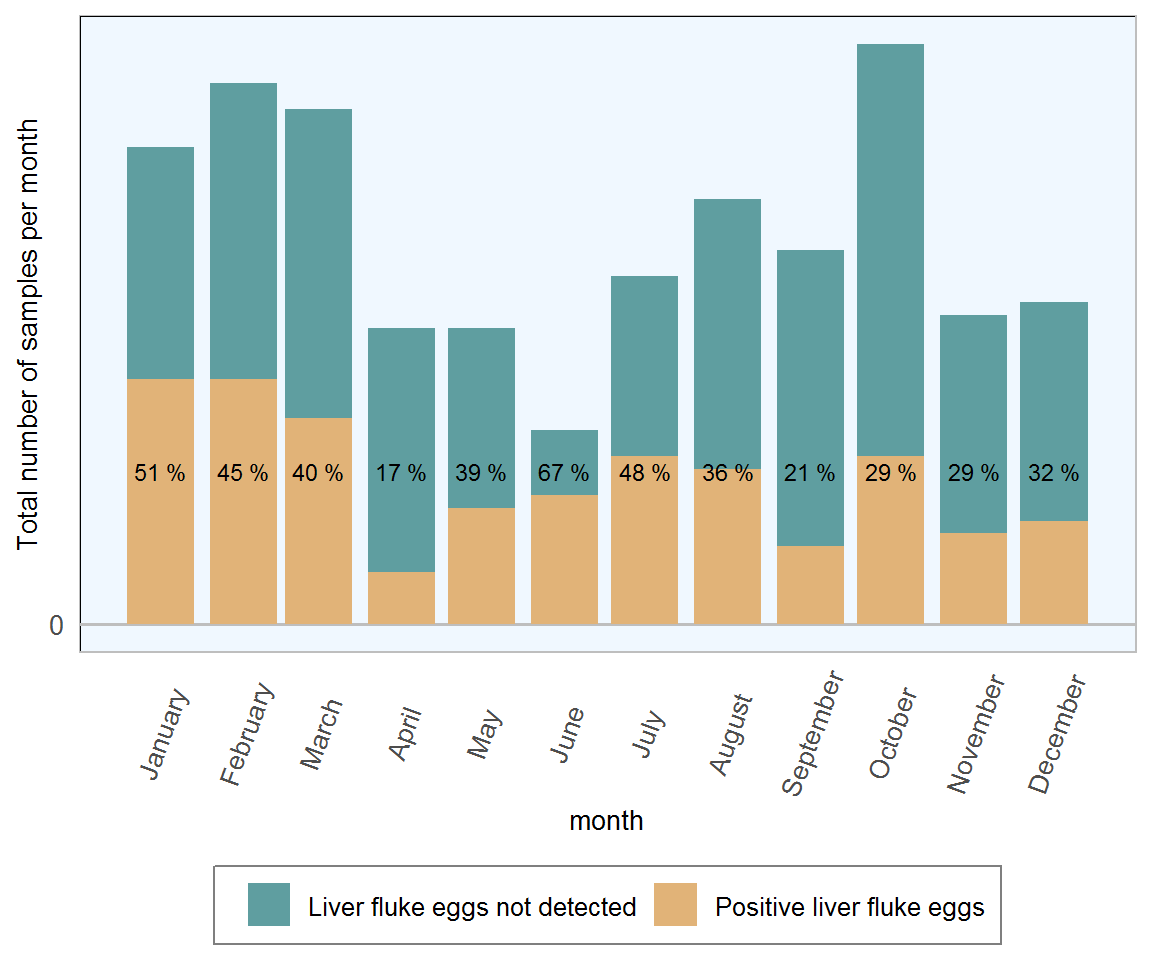 Total number of samples per month
51 %
45 %
40 %
17 %
39 %
67 %
48 %
36 %
21 %
29 %
29 %
32 %
0
January
February
March
April
May
June
July
August
September
October
November
December
month
Liver fluke eggs not detected
Positive liver fluke eggs